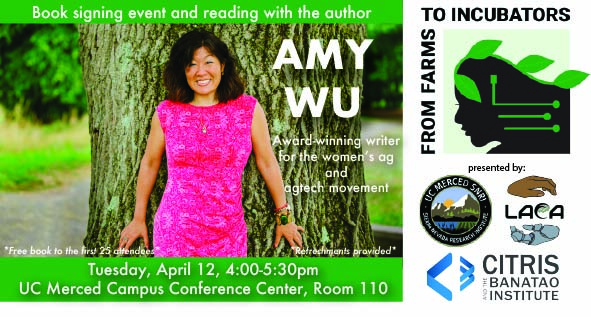 Book signing event and reading with the author
AMY
WU
Award-winning writer
for the women's ag
and
agtech movement
*Free book to the first 25 attendees*
*Refreshments provided*
Tuesday, April 12, 4:00-5:30pm
UC Merced Campus Conference Center, Room 110
FROM FARMS
TO INCUBATORS
presented by:
UC MERCED SNRI
SIERRA NEVADA RESEARCH INSTITUTE
LACA
CITRIS
AND THE
BANATAO
INSTITUTE